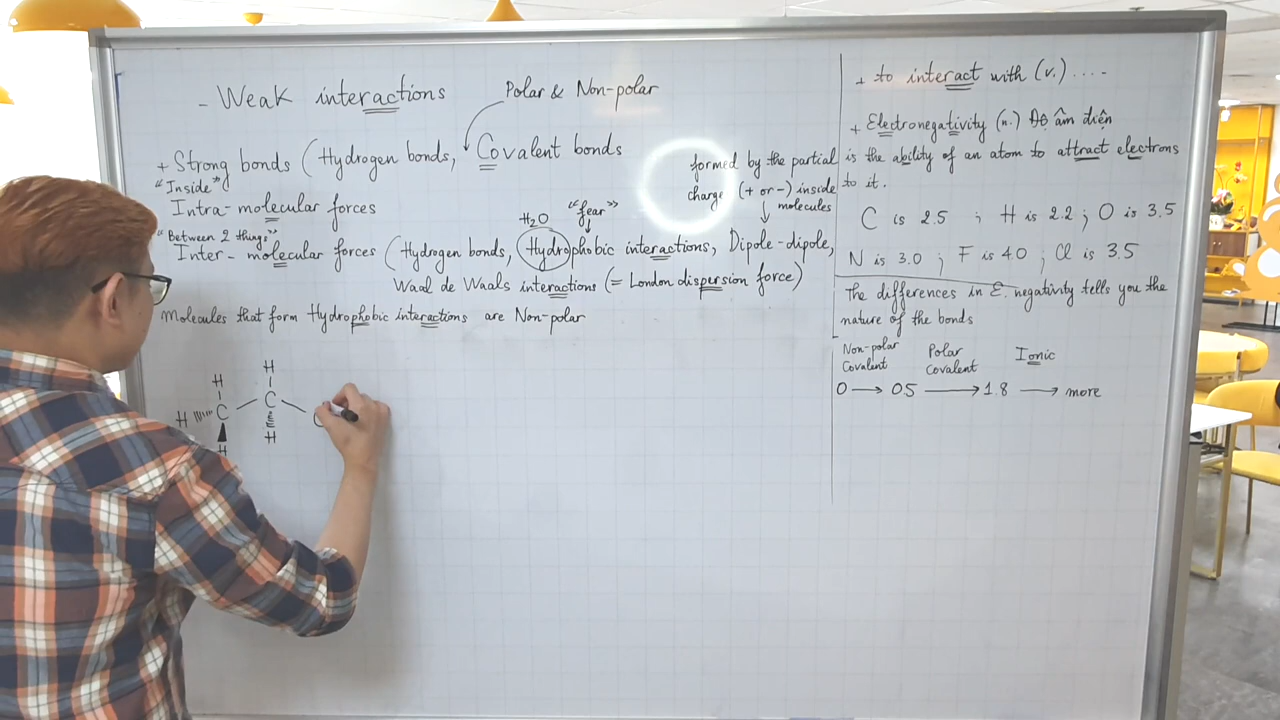 - Weak interactions
Polar & Non-polar
+ Strong bonds (Hydrogen bonds, Covalent bonds
"Inside"
Intra-molecular forces
"Between 2 things"
H₂O
"fear"
Inter-molecular forces (Hydrogen bonds, Hydrophobic interactions, Dipole-dipole,
Waal de Waals interactions (= London dispersion force)
formed by the partial
charge (+ or -) inside
molecules
Molecules that form Hydrophobic interactions are Non-polar
H
H
H C C
H
H
+ to interact with (v.) ....
+ Electronegativity (n.) Độ âm điện
is the ability of an atom to attract electrons
to it.
C is 2.5 ; H is 2.2 ; O is 3.5
N is 3.0 ; F is 4.0 ; Cl is 3.5
The differences in E. negativity tells you the
nature of the bonds
Non-polar Covalent
Polar Covalent
Ionic
0 → 0.5 → 1.8 → more